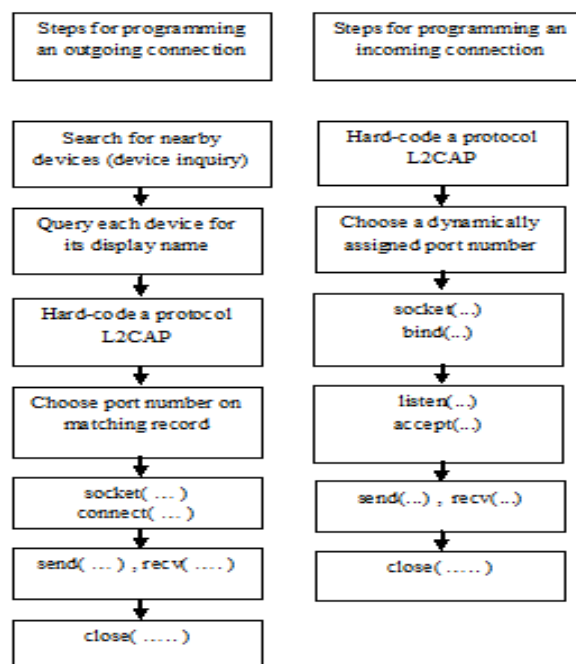 Steps for programming
an outgoing connection
Search for nearby
devices (device inquiry)
Query each device for
its display name
Hard-code a protocol
L2CAP
Choose port number on
matching record
socket( ... )
connect( ... )
send( ... ) , recv( .... )
close( ..... )
Steps for programming an
incoming connection
Hard-code a protocol
L2CAP
Choose a dynamically
assigned port number
socket(...)
bind(...)
listen(...)
accept(...)
send(...) , recv(...)
close( ..... )